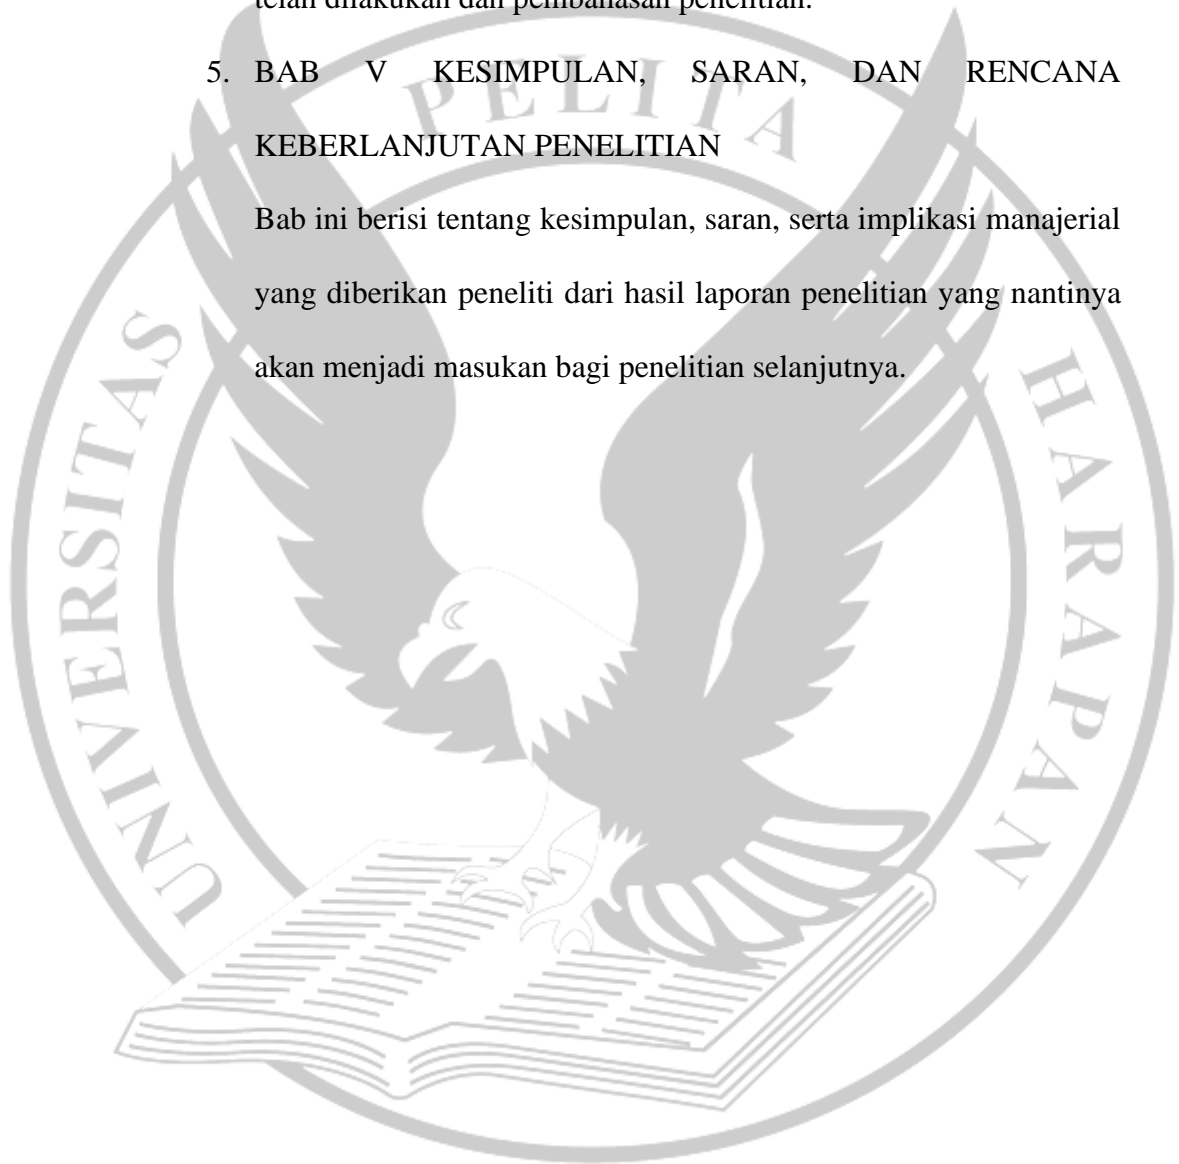 telah dilakukan dan pembahasan penelitian.
5. BAB V KESIMPULAN, SARAN, DAN RENCANA
KEBERLANJUTAN PENELITIAN
Bab ini berisi tentang kesimpulan, saran, serta implikasi manajerial
yang diberikan peneliti dari hasil laporan penelitian yang nantinya
akan menjadi masukan bagi penelitian selanjutnya.
UNIVERSITAS PELITA HARAPAN